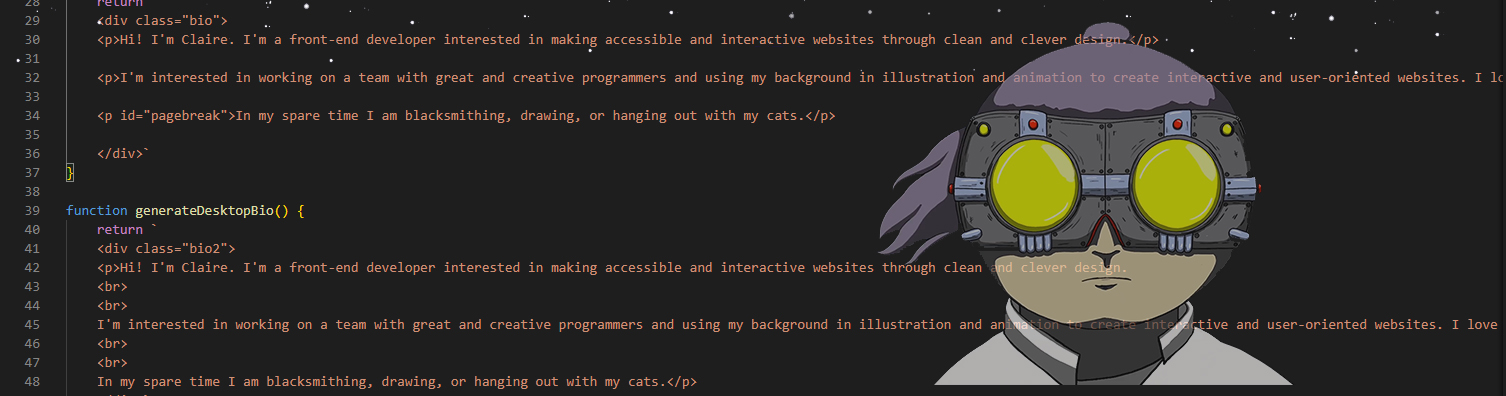 28 return `
29 <div class="bio">
30 <p>Hi! I'm Claire. I'm a front-end developer interested in making accessible and interactive websites through clean and clever design.</p>
31
32 <p>I'm interested in working on a team with great and creative programmers and using my background in illustration and animation to create interactive and user-oriented websites. I lo
33
34 <p id="pagebreak">In my spare time I am blacksmithing, drawing, or hanging out with my cats.</p>
35
36 </div>`
37 }
38
39 function generateDesktopBio() {
40 return `
41 <div class="bio2">
42 <p>Hi! I'm Claire. I'm a front-end developer interested in making accessible and interactive websites through clean and clever design.
43 <br>
44 <br>
45 I'm interested in working on a team with great and creative programmers and using my background in illustration and animation to create interactive and user-oriented websites. I love
46 <br>
47 <br>
48 In my spare time I am blacksmithing, drawing, or hanging out with my cats.</p>